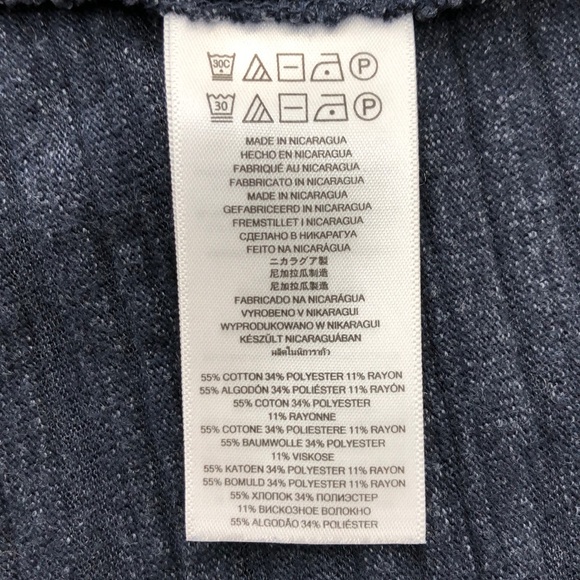 30C P
30 P
MADE IN NICARAGUA
HECHO EN NICARAGUA
FABRIQUÉ AU NICARAGUA
FABBRICATO IN NICARAGUA
MADE IN NICARAGUA
GEFABRICEERD IN NICARAGUA
FREMSTILLET I NICARAGUA
СДЕЛАНО В НИКАРАГУА
FEITO NA NICARÁGUA
ニカラグア製
尼加拉瓜制造
尼加拉瓜製造
FABRICADO NA NICARÁGUA
VYROBENO V NIKARAGUI
WYPRODUKOWANO W NIKARAGUI
KÉSZÜLT NICARAGUÁBAN
ผลิตในนิการากัว
55% COTTON 34% POLYESTER 11% RAYON
55% ALGODÓN 34% POLIÉSTER 11% RAYÓN
55% COTON 34% POLYESTER
11% RAYONNE
55% COTONE 34% POLIESTERE 11% RAYON
55% BAUMWOLLE 34% POLYESTER
11% VISKOSE
55% KATOEN 34% POLYESTER 11% RAYON
55% BOMULD 34% POLYESTER 11% RAYON
55% ХЛОПОК 34% ПОЛИЭСТЕР
11% ВИСКОЗНОЕ ВОЛОКНО
55% ALGODÃO 34% POLIÉSTER